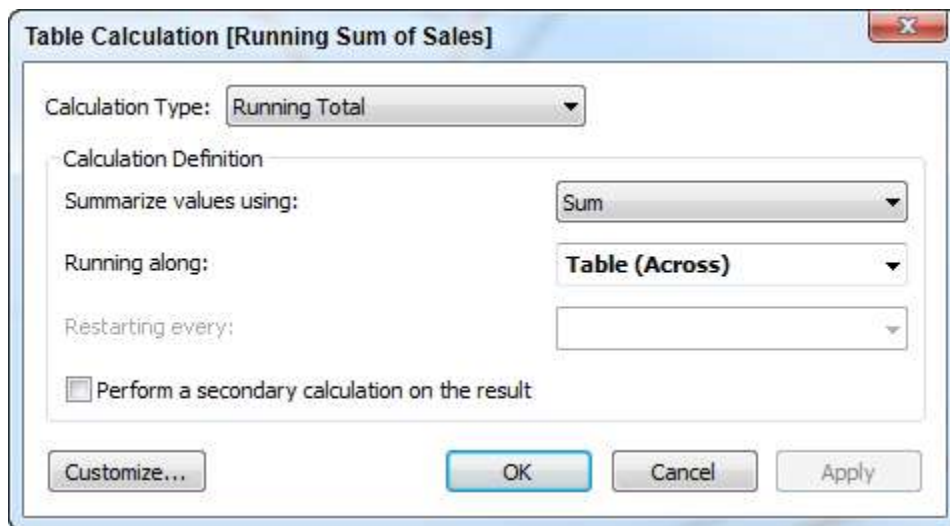 Table Calculation [Running Sum of Sales]
Calculation Type: Running Total
Calculation Definition
Summarize values using: Sum
Running along: Table (Across)
Restarting every:
Perform a secondary calculation on the result
Customize... OK Cancel Apply